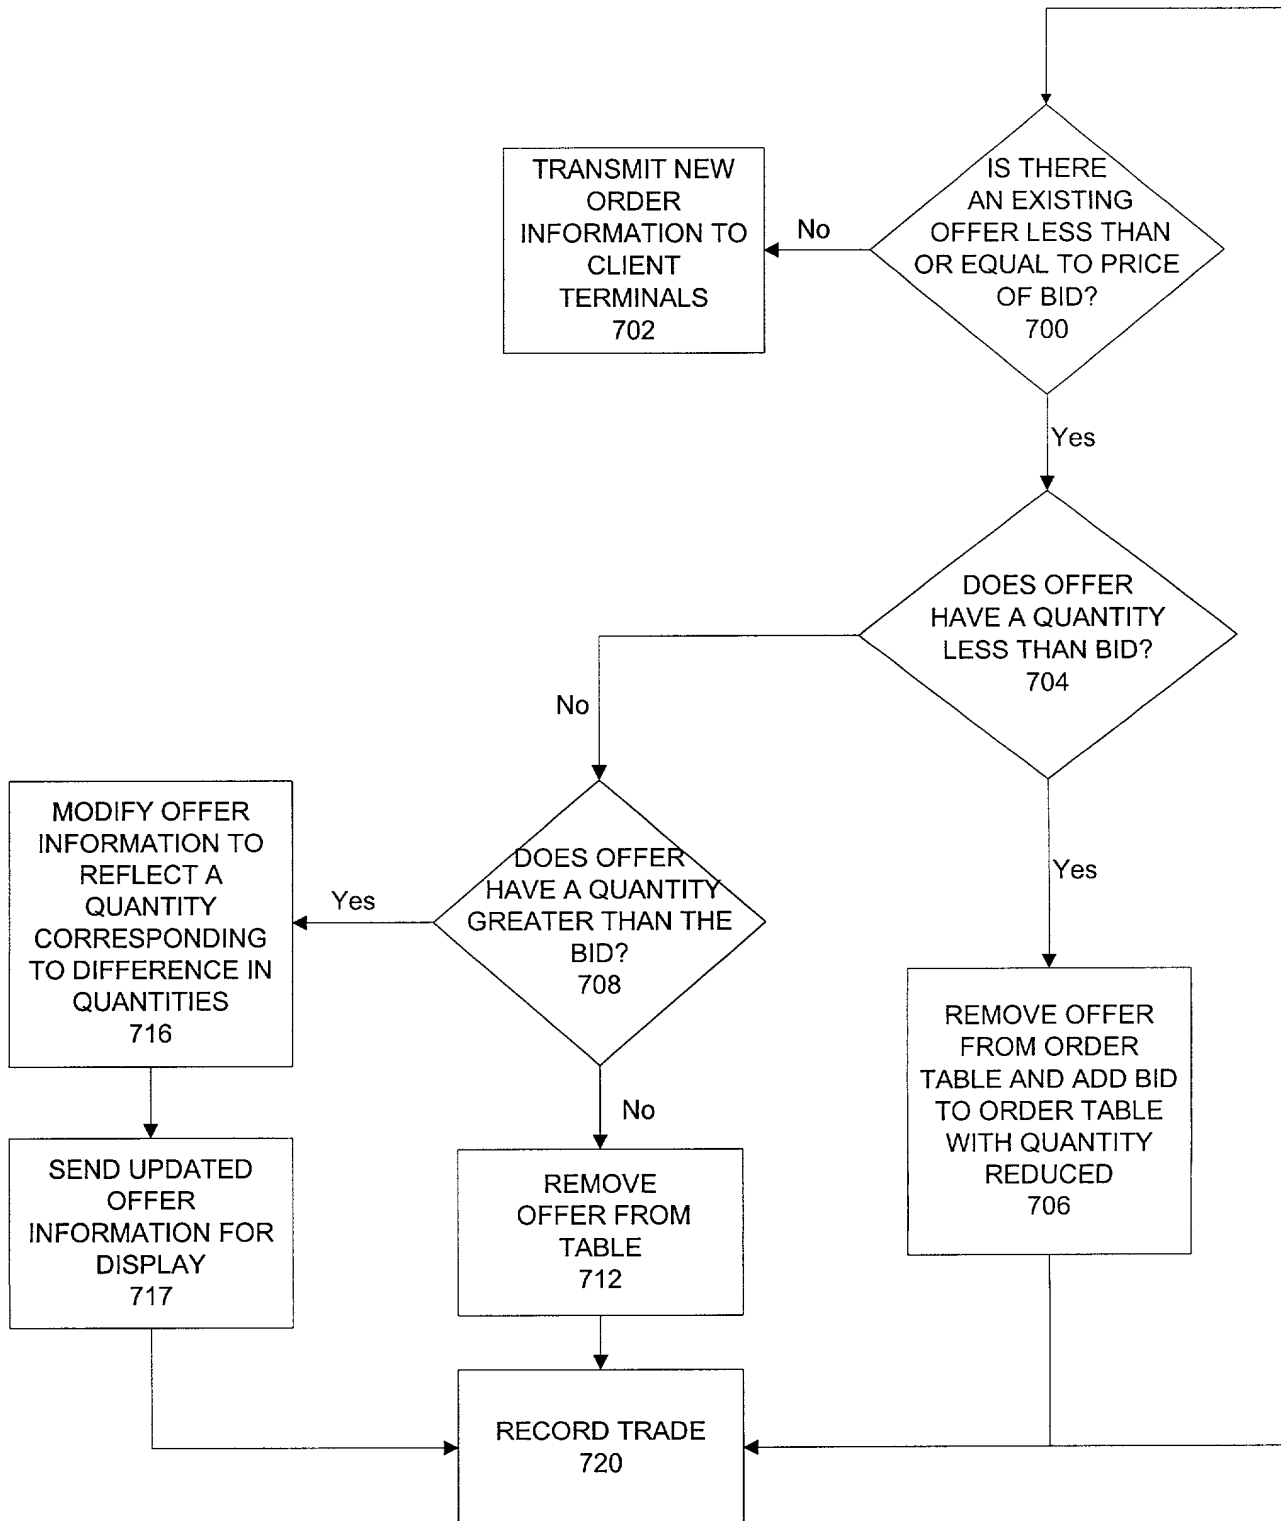 IS THERE
AN EXISTING
OFFER LESS THAN
OR EQUAL TO PRICE
OF BID?
700
No
TRANSMIT NEW
ORDER
INFORMATION TO
CLIENT
TERMINALS
702
Yes
DOES OFFER
HAVE A QUANTITY
LESS THAN BID?
704
No
Yes
DOES OFFER
HAVE A QUANTITY
GREATER THAN THE
BID?
708
Yes
MODIFY OFFER
INFORMATION TO
REFLECT A
QUANTITY
CORRESPONDING
TO DIFFERENCE IN
QUANTITIES
716
No
REMOVE OFFER
FROM ORDER
TABLE AND ADD BID
TO ORDER TABLE
WITH QUANTITY
REDUCED
706
SEND UPDATED
OFFER
INFORMATION FOR
DISPLAY
717
REMOVE
OFFER FROM
TABLE
712
RECORD TRADE
720